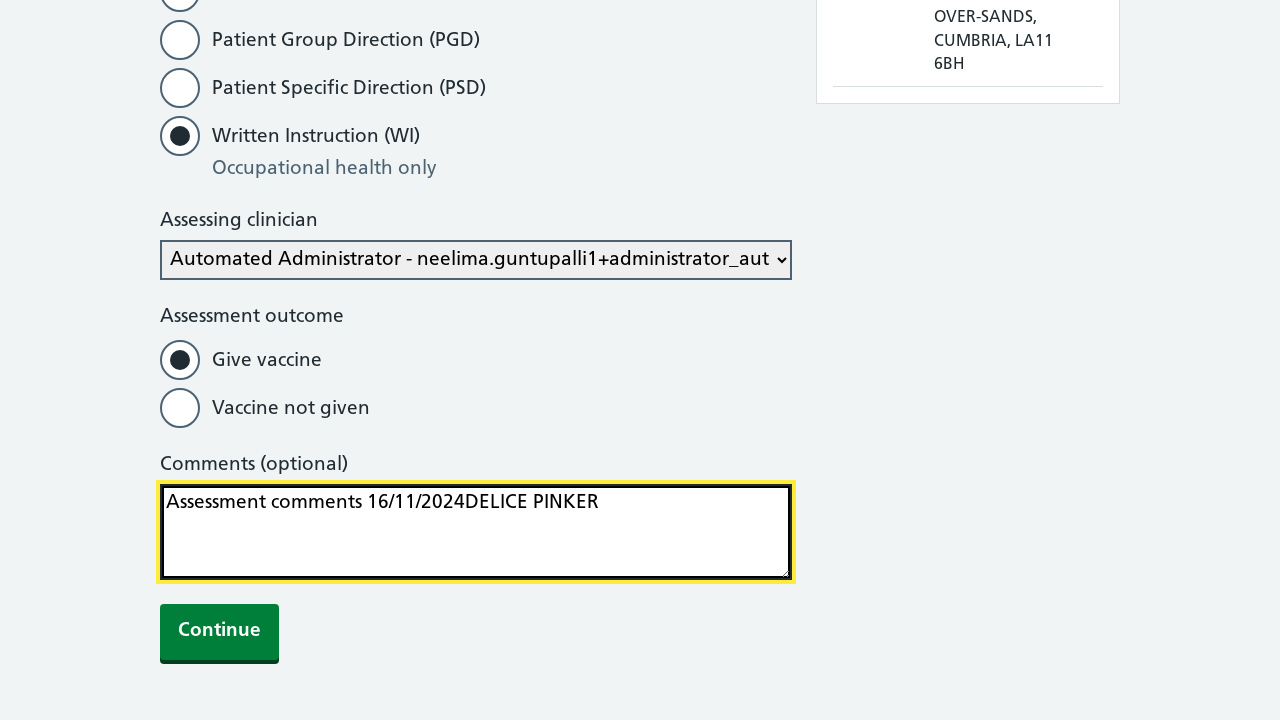 OVER-SANDS,
CUMBRIA, LA11
6BH
Patient Group Direction (PGD)
Patient Specific Direction (PSD)
Written Instruction (WI)
Occupational health only
Assessing clinician
Automated Administrator - neelima.guntupalli1+administrator_aut
Assessment outcome
Give vaccine
Vaccine not given
Comments (optional)
Assessment comments 16/11/2024DELICE PINKER
Continue